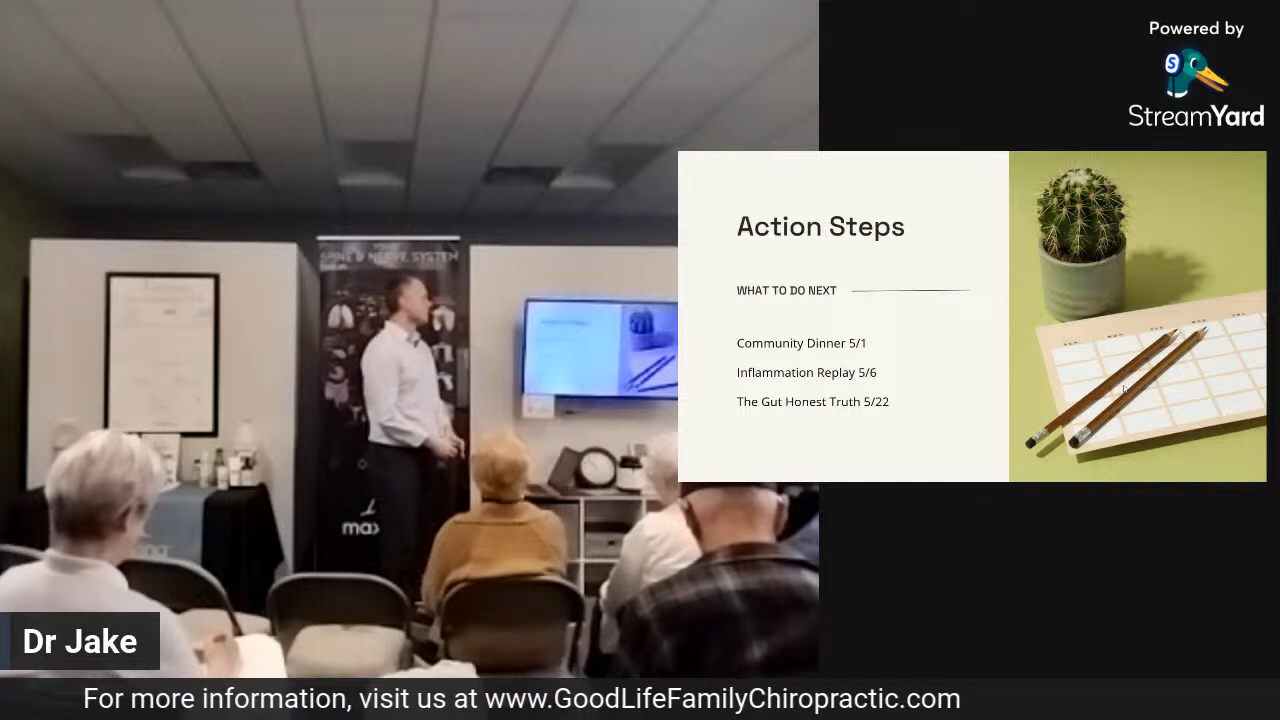 Powered by
StreamYard
Action Steps
WHAT TO DO NEXT
Community Dinner 5/1
Inflammation Replay 5/6
The Gut Honest Truth 5/22
SPINE & NERVE SYSTEM
max
Dr Jake
For more information, visit us at www.GoodLifeFamilyChiropractic.com